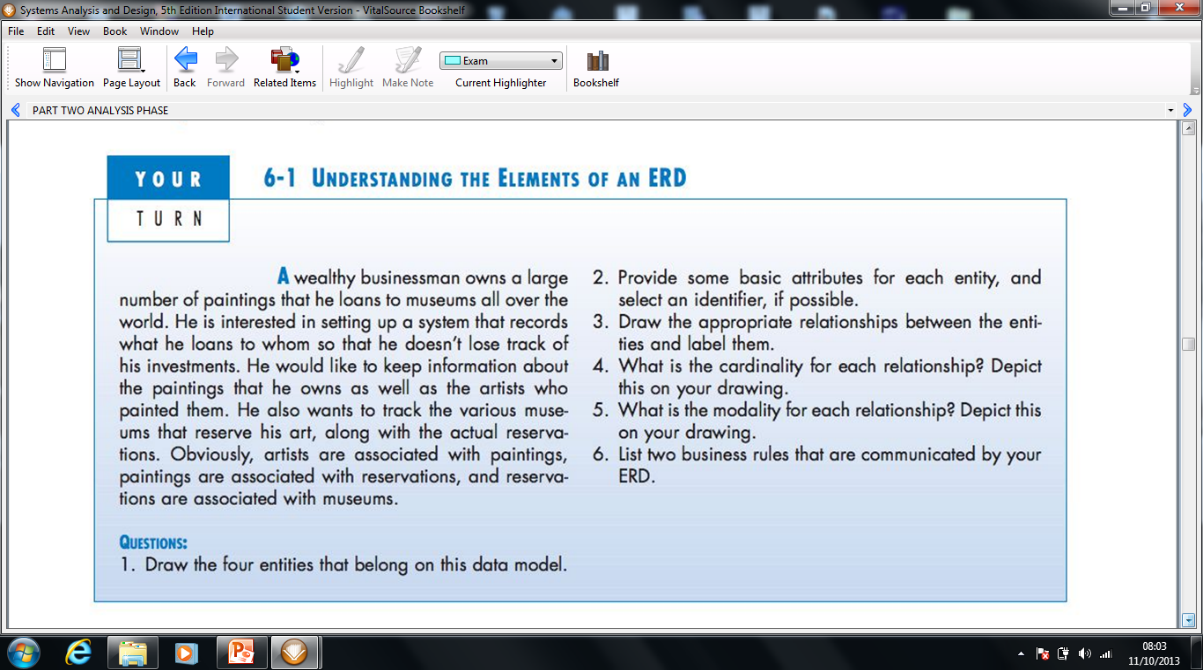 Systems Analysis and Design, 5th Edition International Student Version - VitalSource Bookshelf
File Edit View Book Window Help
Exam
Show Navigation Page Layout Back Forward Related Items Highlight Make Note Current Highlighter Bookshelf
PART TWO ANALYSIS PHASE
YOUR
TURN
6-1 UNDERSTANDING THE ELEMENTS OF AN ERD
A wealthy businessman owns a large
number of paintings that he loans to museums all over the
world. He is interested in setting up a system that records
what he loans to whom so that he doesn't lose track of
his investments. He would like to keep information about
the paintings that he owns as well as the artists who
painted them. He also wants to track the various muse-
ums that reserve his art, along with the actual reserva-
tions. Obviously, artists are associated with paintings,
paintings are associated with reservations, and reserva-
tions are associated with museums.
QUESTIONS:
1. Draw the four entities that belong on this data model.
2. Provide some basic attributes for each entity, and
select an identifier, if possible.
3. Draw the appropriate relationships between the enti-
ties and label them.
4. What is the cardinality for each relationship? Depict
this on your drawing.
5. What is the modality for each relationship? Depict this
on your drawing.
6. List two business rules that are communicated by your
ERD.
08:03
11/10/2013